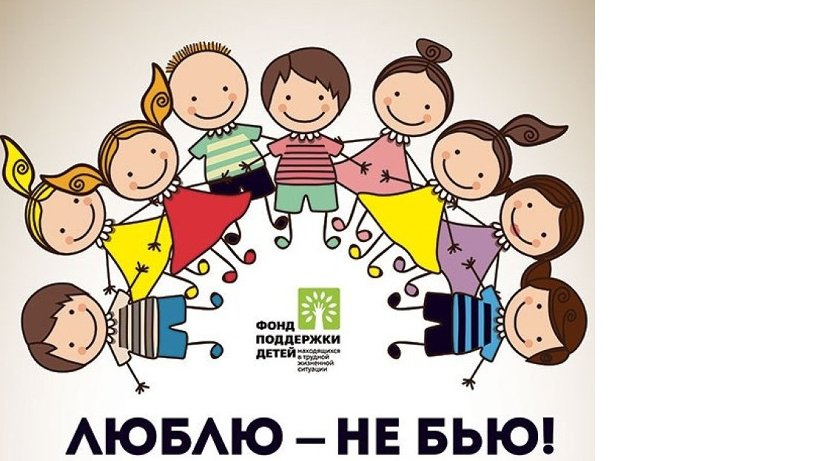 ФОНД
ПОДДЕРЖКИ
ДЕТЕЙ находящихся
в трудной
жизненной
ситуации
ЛЮБЛЮ – НЕ БЬЮ!